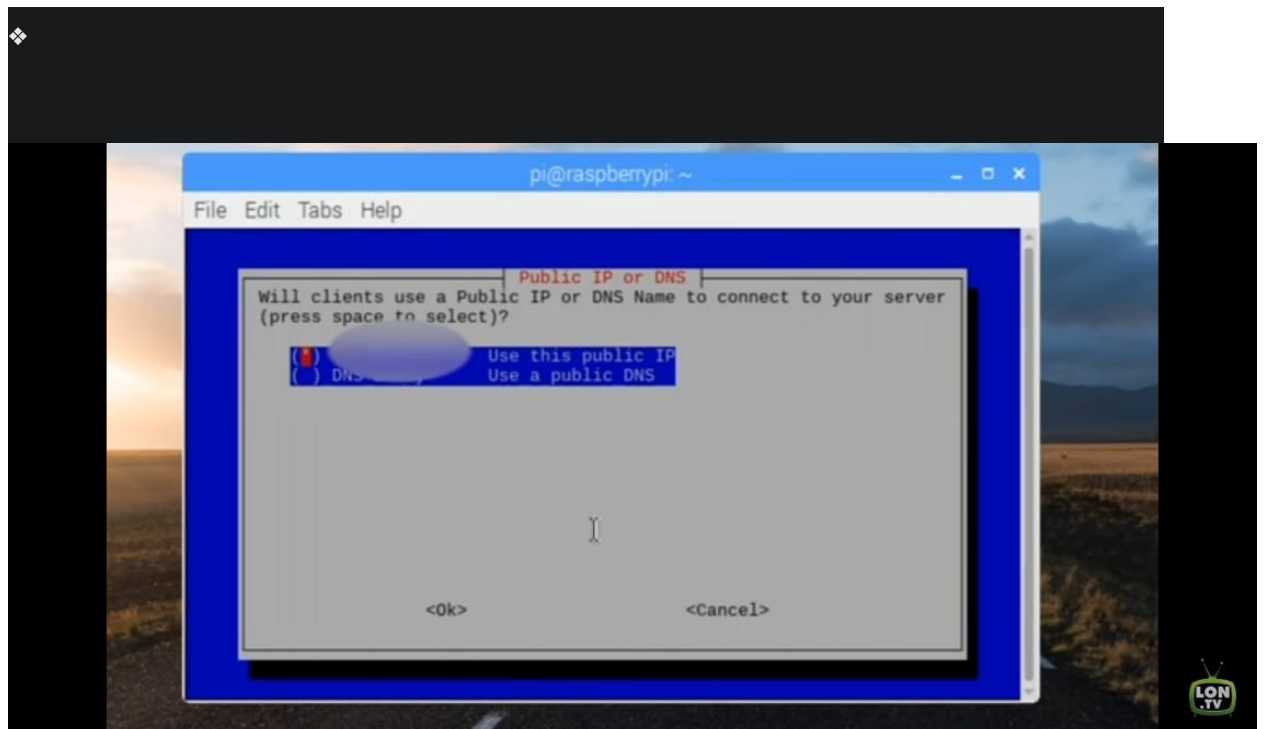 ❖
pi@raspberrypi: ~
File Edit Tabs Help
Public IP or DNS
Will clients use a Public IP or DNS Name to connect to your server
(press space to select)?
(*) Use this public IP
( ) DNS Use a public DNS
<Ok> <Cancel>
LON
.TV